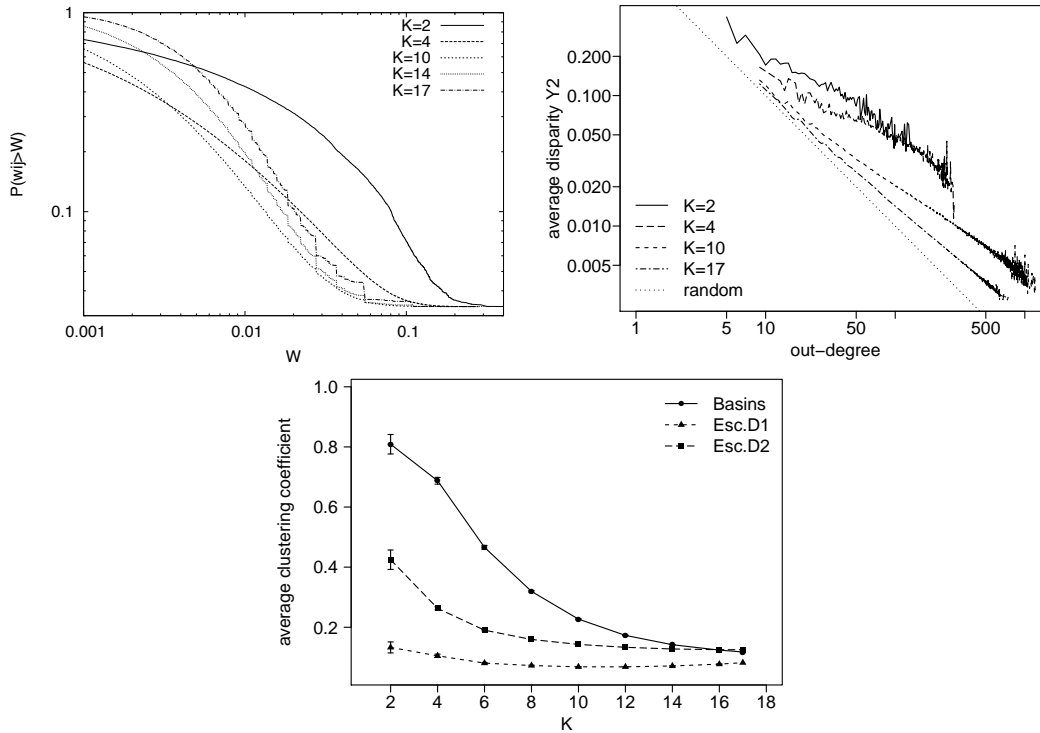 1
0.1
0.001
0.01
0.1
P(wij>W)
W
K=2
K=4
K=10
K=14
K=17
0.200
0.100
0.050
0.020
0.010
0.005
1
5
10
50
500
average disparity Y2
out−degree
K=2
K=4
K=10
K=17
random
1.0
0.8
0.6
0.4
0.2
2
4
6
8
10
12
14
16
18
average clustering coefficient
K
Basins
Esc.D1
Esc.D2